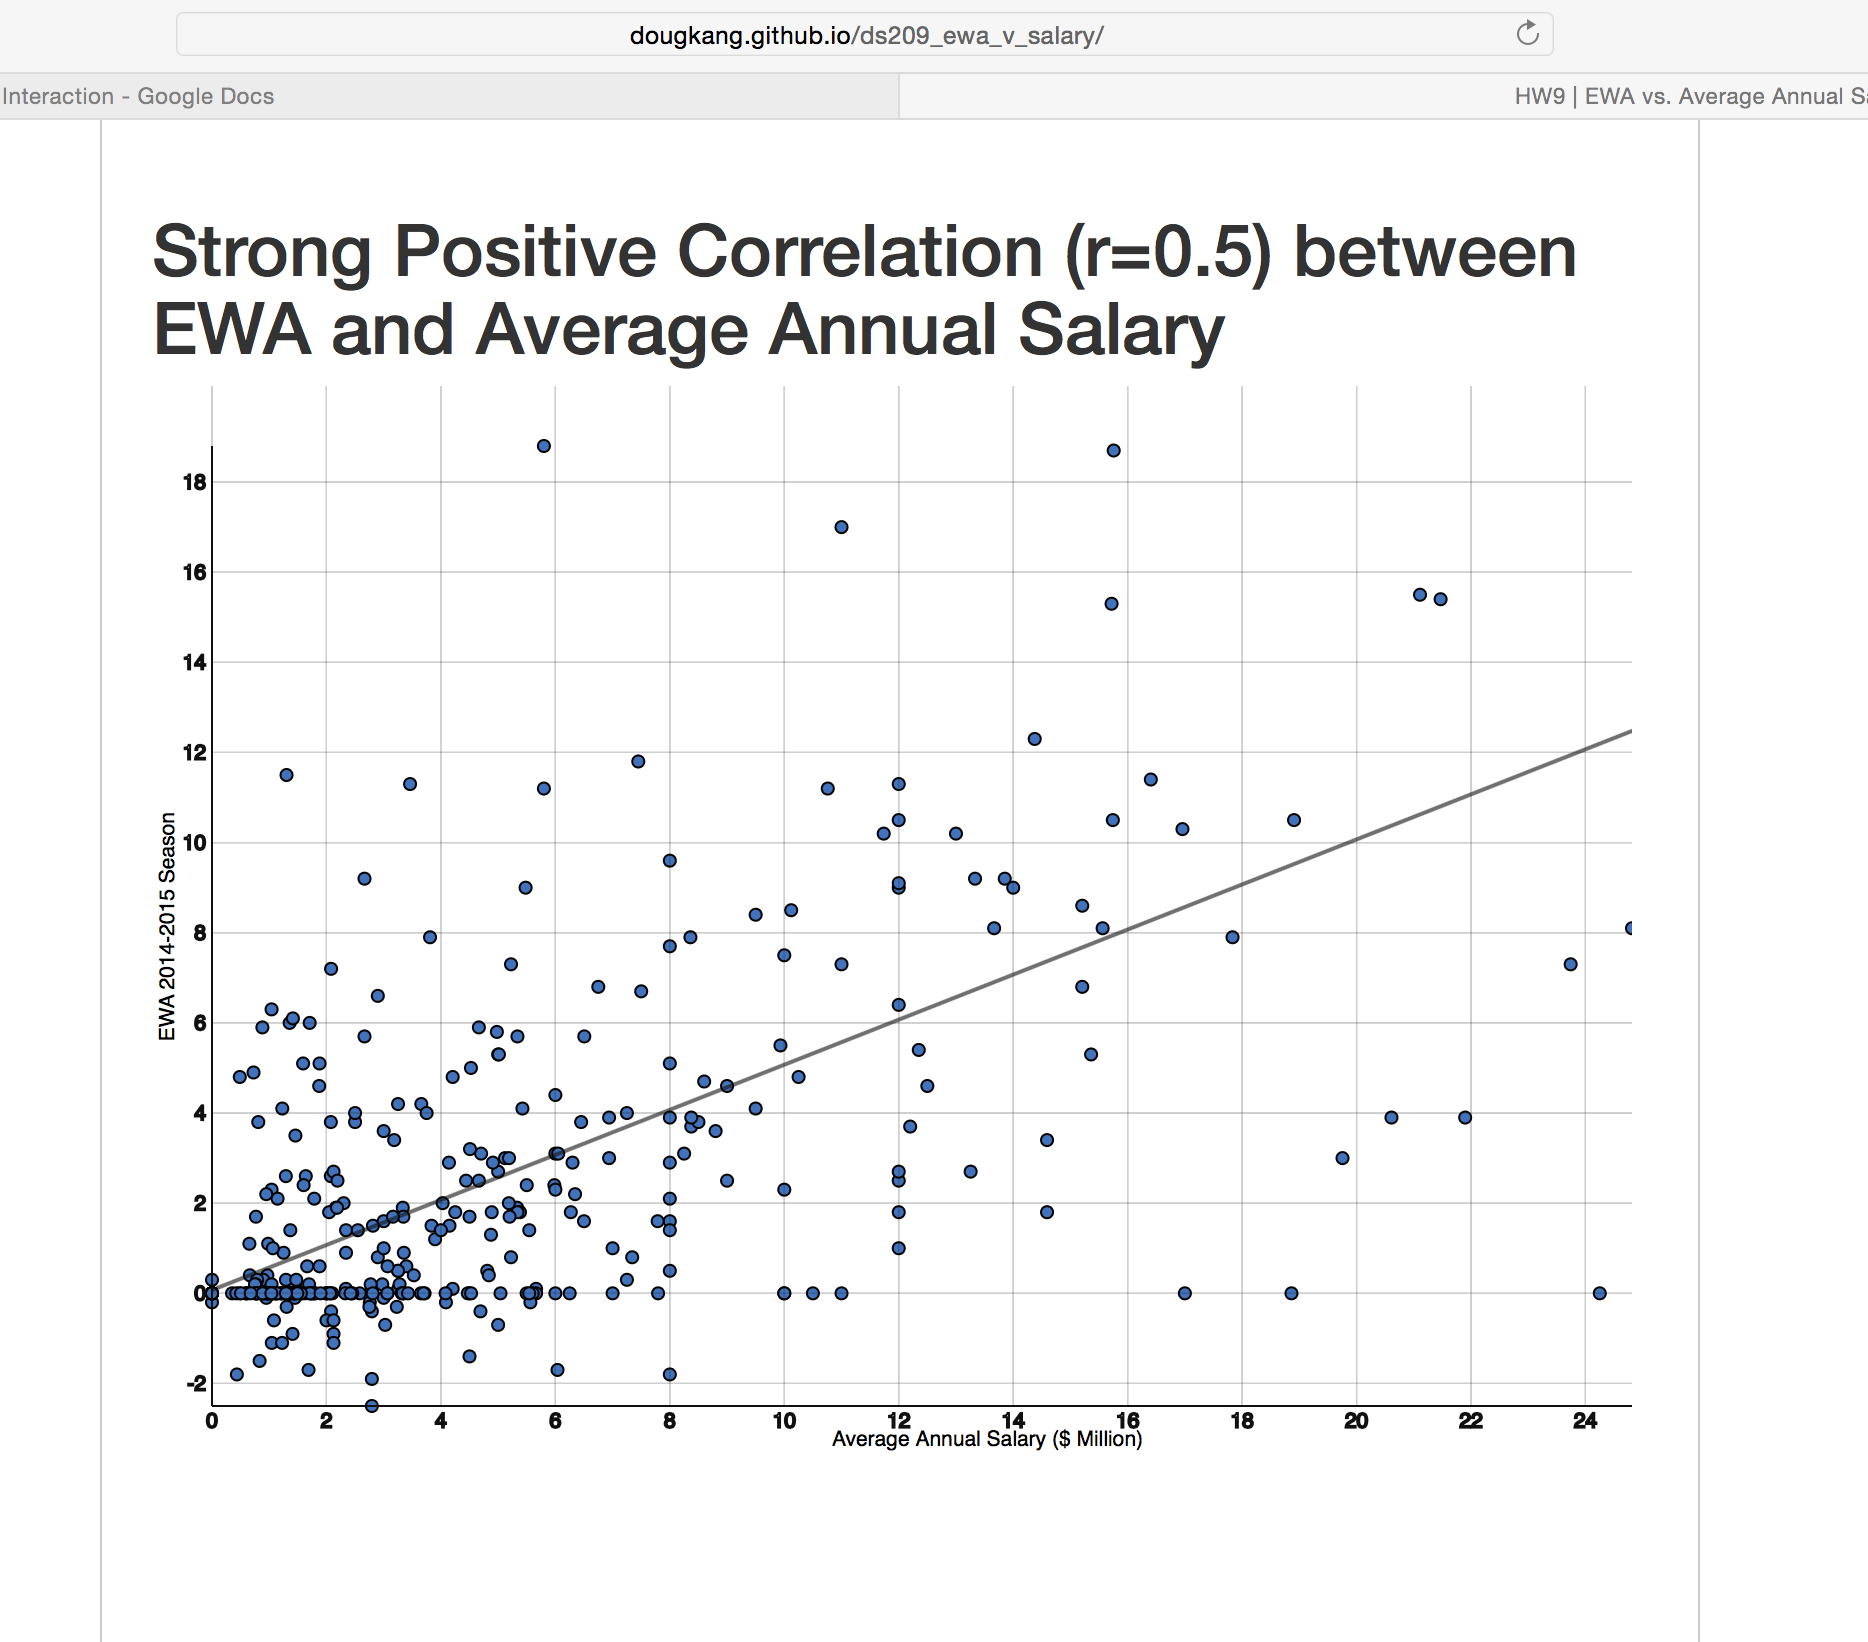 dougkang.github.io/ds209_ewa_v_salary/
Interaction - Google Docs
HW9 | EWA vs. Average Annual Sa
Strong Positive Correlation (r=0.5) between
EWA and Average Annual Salary
18
16
14
12
10
8
6
4
2
0
-2
EWA 2014-2015 Season
0 2 4 6 8 10 12 14 16 18 20 22 24
Average Annual Salary ($ Million)